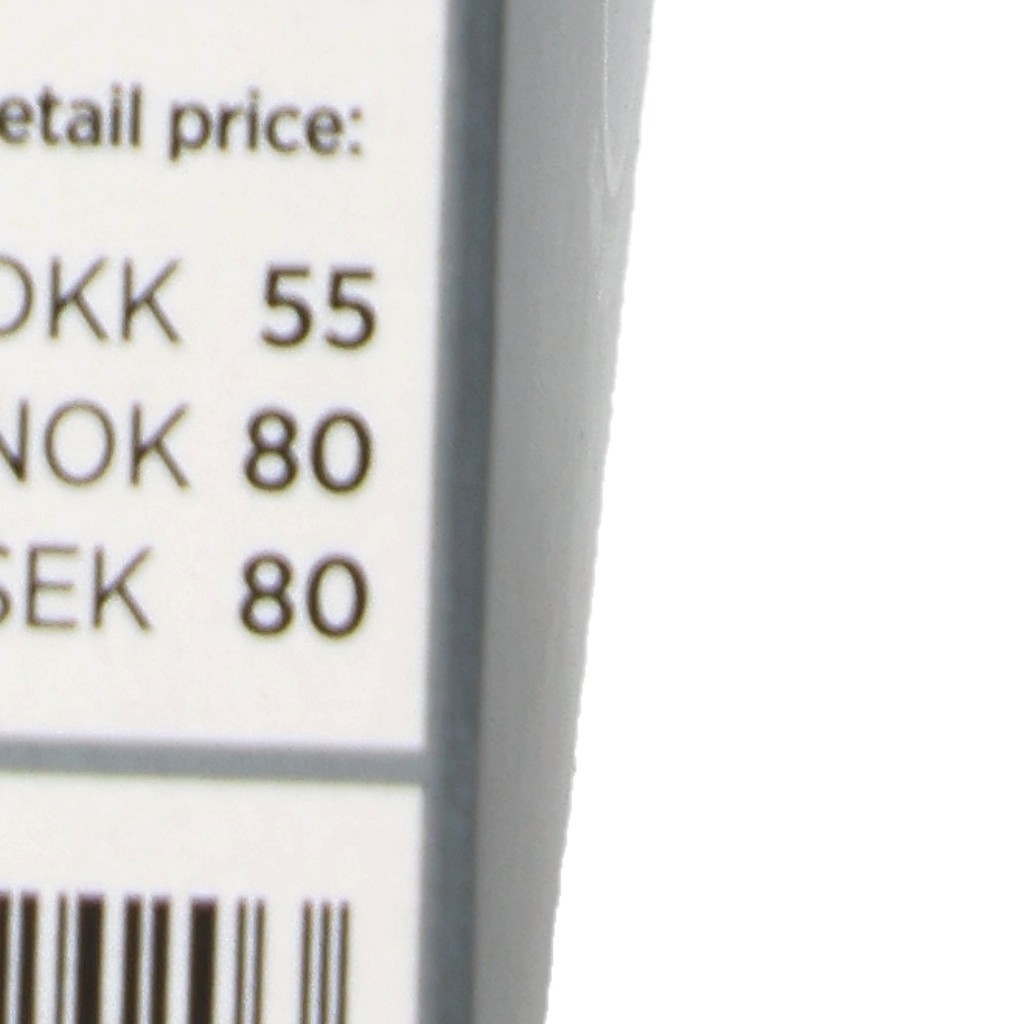 etail price:
DKK 55
NOK 80
SEK 80